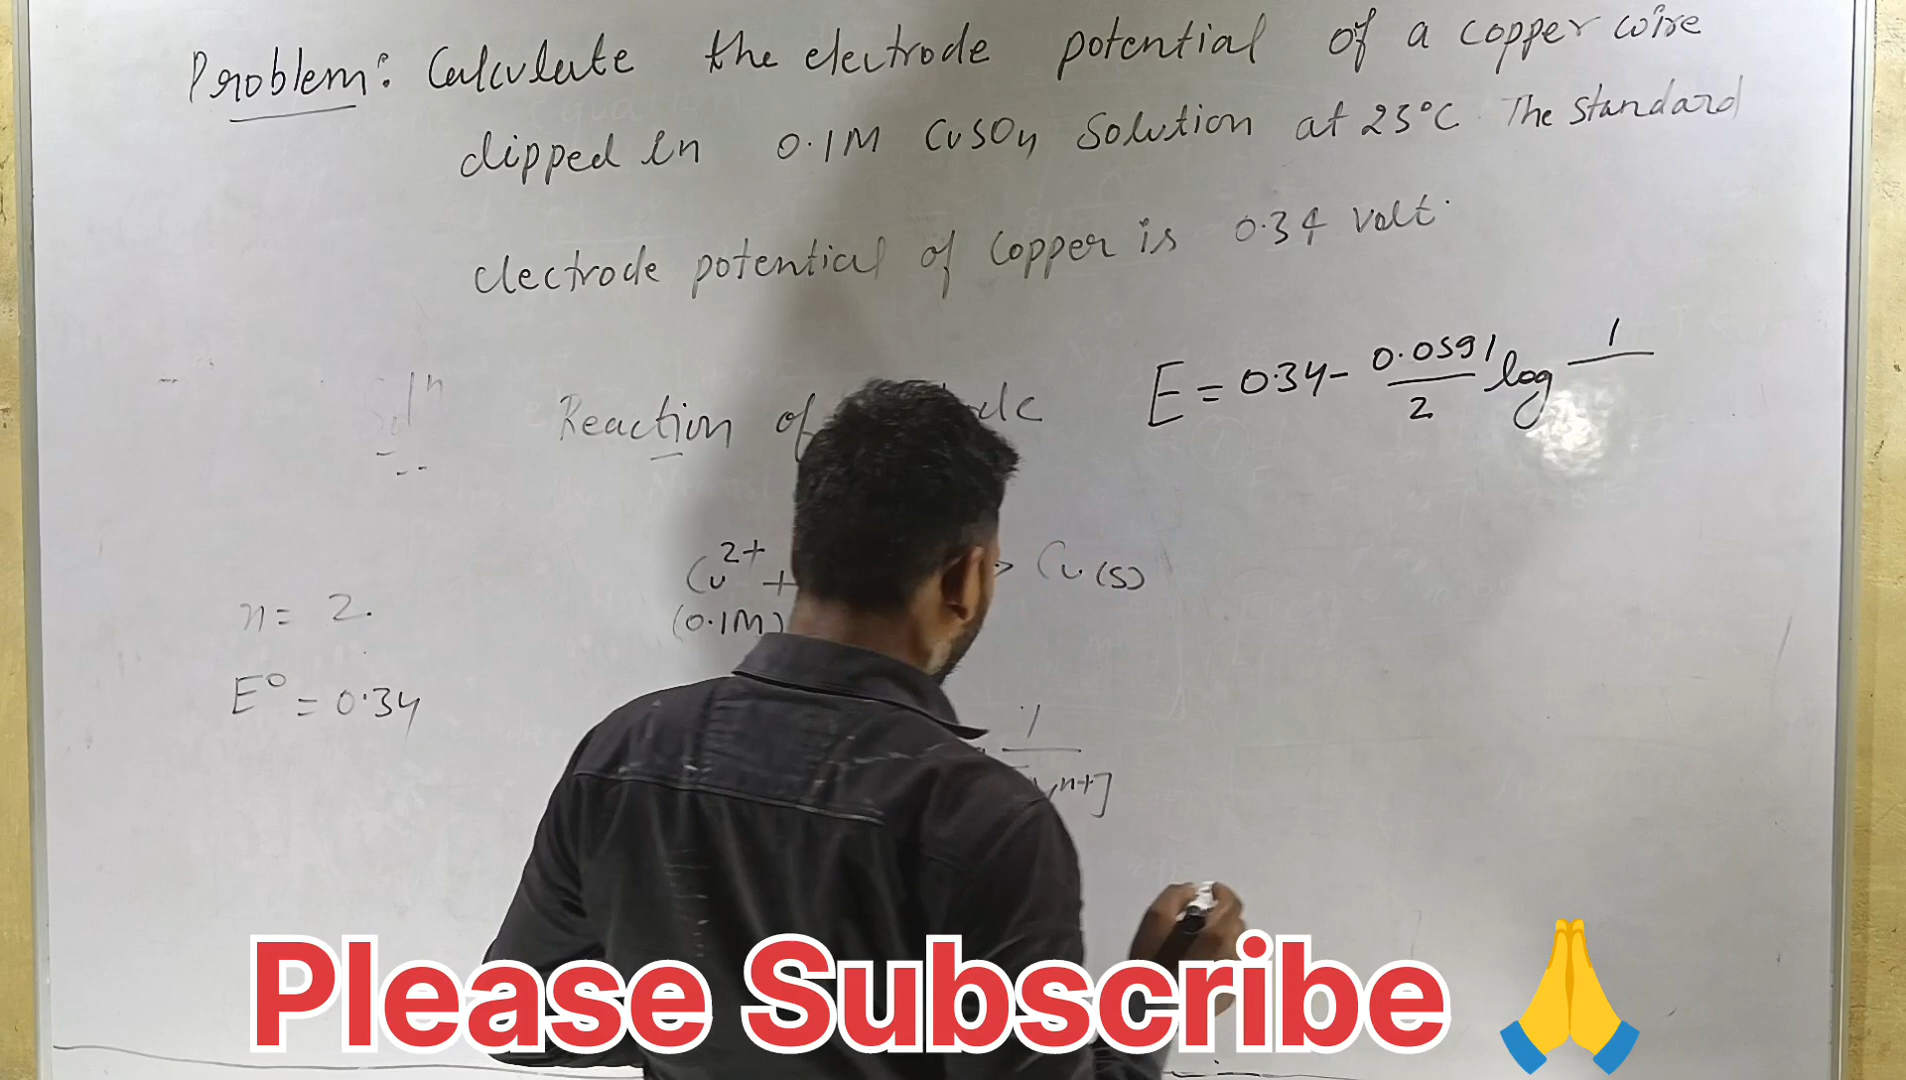 Problem: Calculate the electrode potential of a copper wire
dipped in 0.1M CuSO4 Solution at 25°C. The standard
electrode potential of Copper is 0.34 volt.
Solⁿ
Reaction of
E = 0.34 - 0.0591/2 log 1/
Cu²⁺ + > Cu(s)
(0.1M)
n = 2.
E° = 0.34
1
n+]
Please Subscribe 🙏